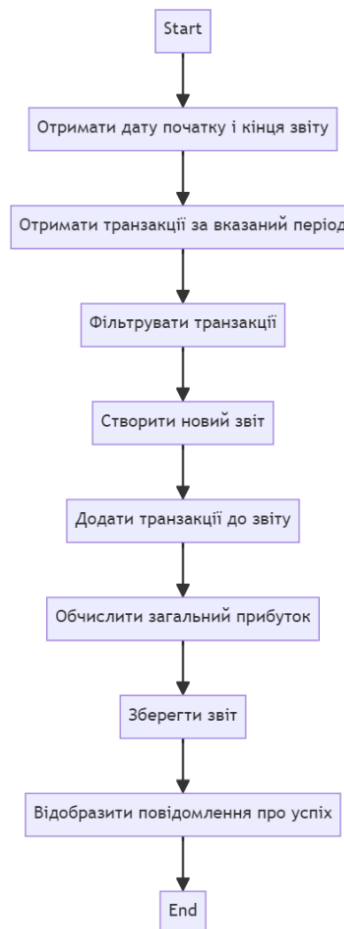 Start
Отримати дату початку і кінця звіту
Отримати транзакції за вказаний період
Фільтрувати транзакції
Створити новий звіт
Додати транзакції до звіту
Обчислити загальний прибуток
Зберегти звіт
Відобразити повідомлення про успіх
End